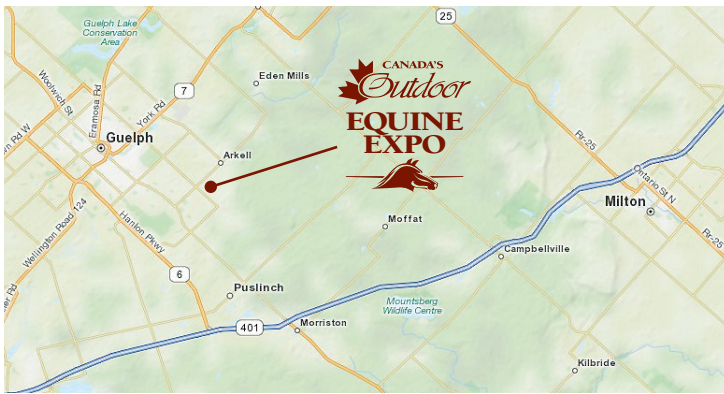 Guelph Lake
Conservation
Area
25
CANADA'S
Outdoor
EQUINE
EXPO
Woolwich St
Eramosa Rd
7
York Rd
Eden Mills
Rd W
Guelph
Arkell
Rr-25
Ontario St N
Milton
Rr-25
Wellington Road 124
Hanlon Pkwy
Moffat
Campbellville
6
Puslinch
Mountsberg
Wildlife Centre
401
Morriston
Kilbride
Rd